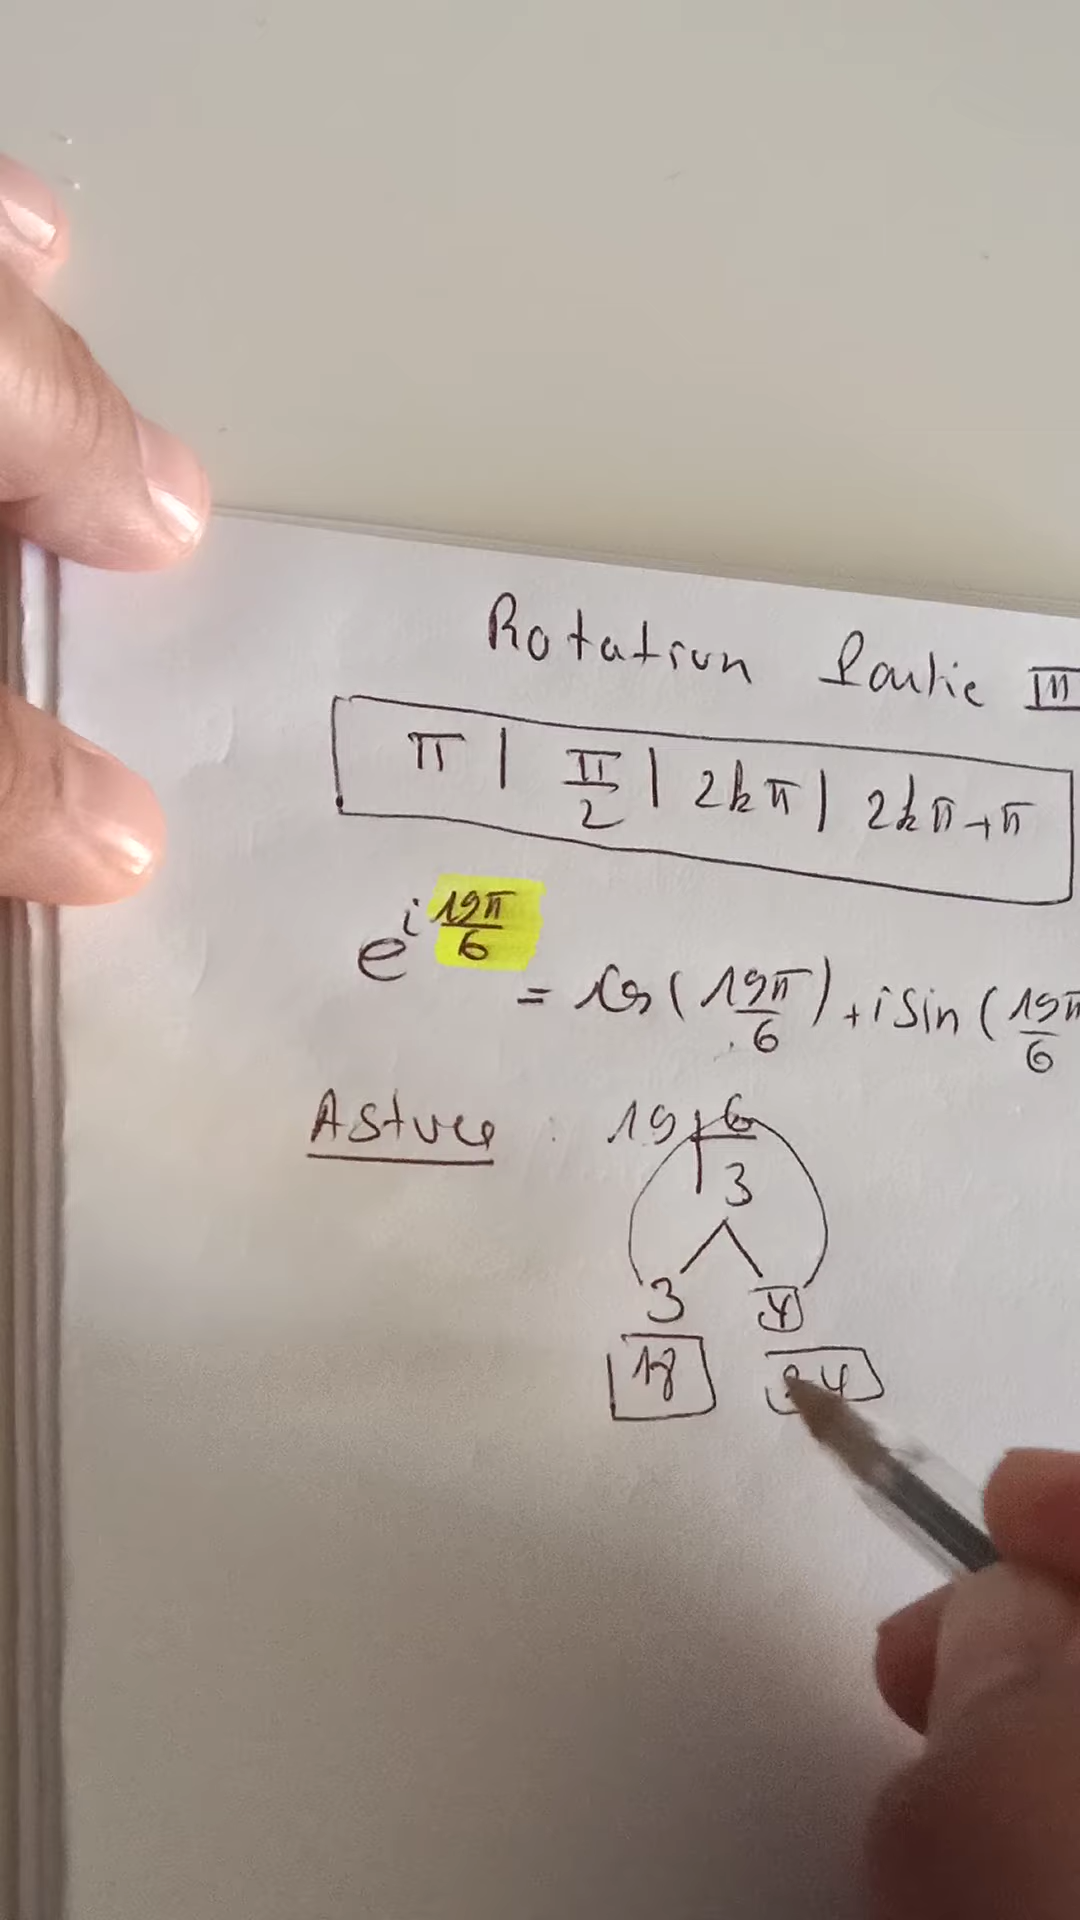 Rotation Partie III
π | π/2 | 2kπ | 2kπ+π
e^i 19π/6
= cos(19π/6) + i sin(19π/6
Astuce : 19 | 6
3
3 4
18 24